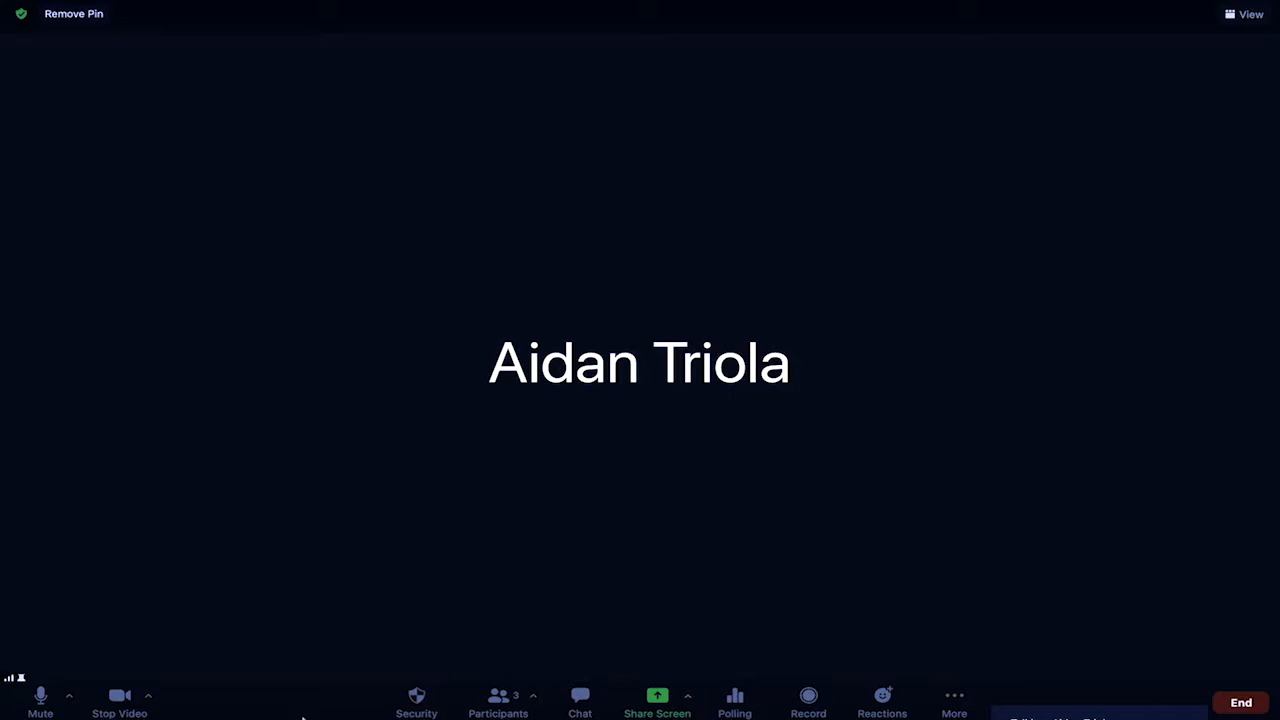 Remove Pin
View
Aidan Triola
Mute
Stop Video
Security
Participants
3
Chat
Share Screen
Polling
Record
Reactions
More
End